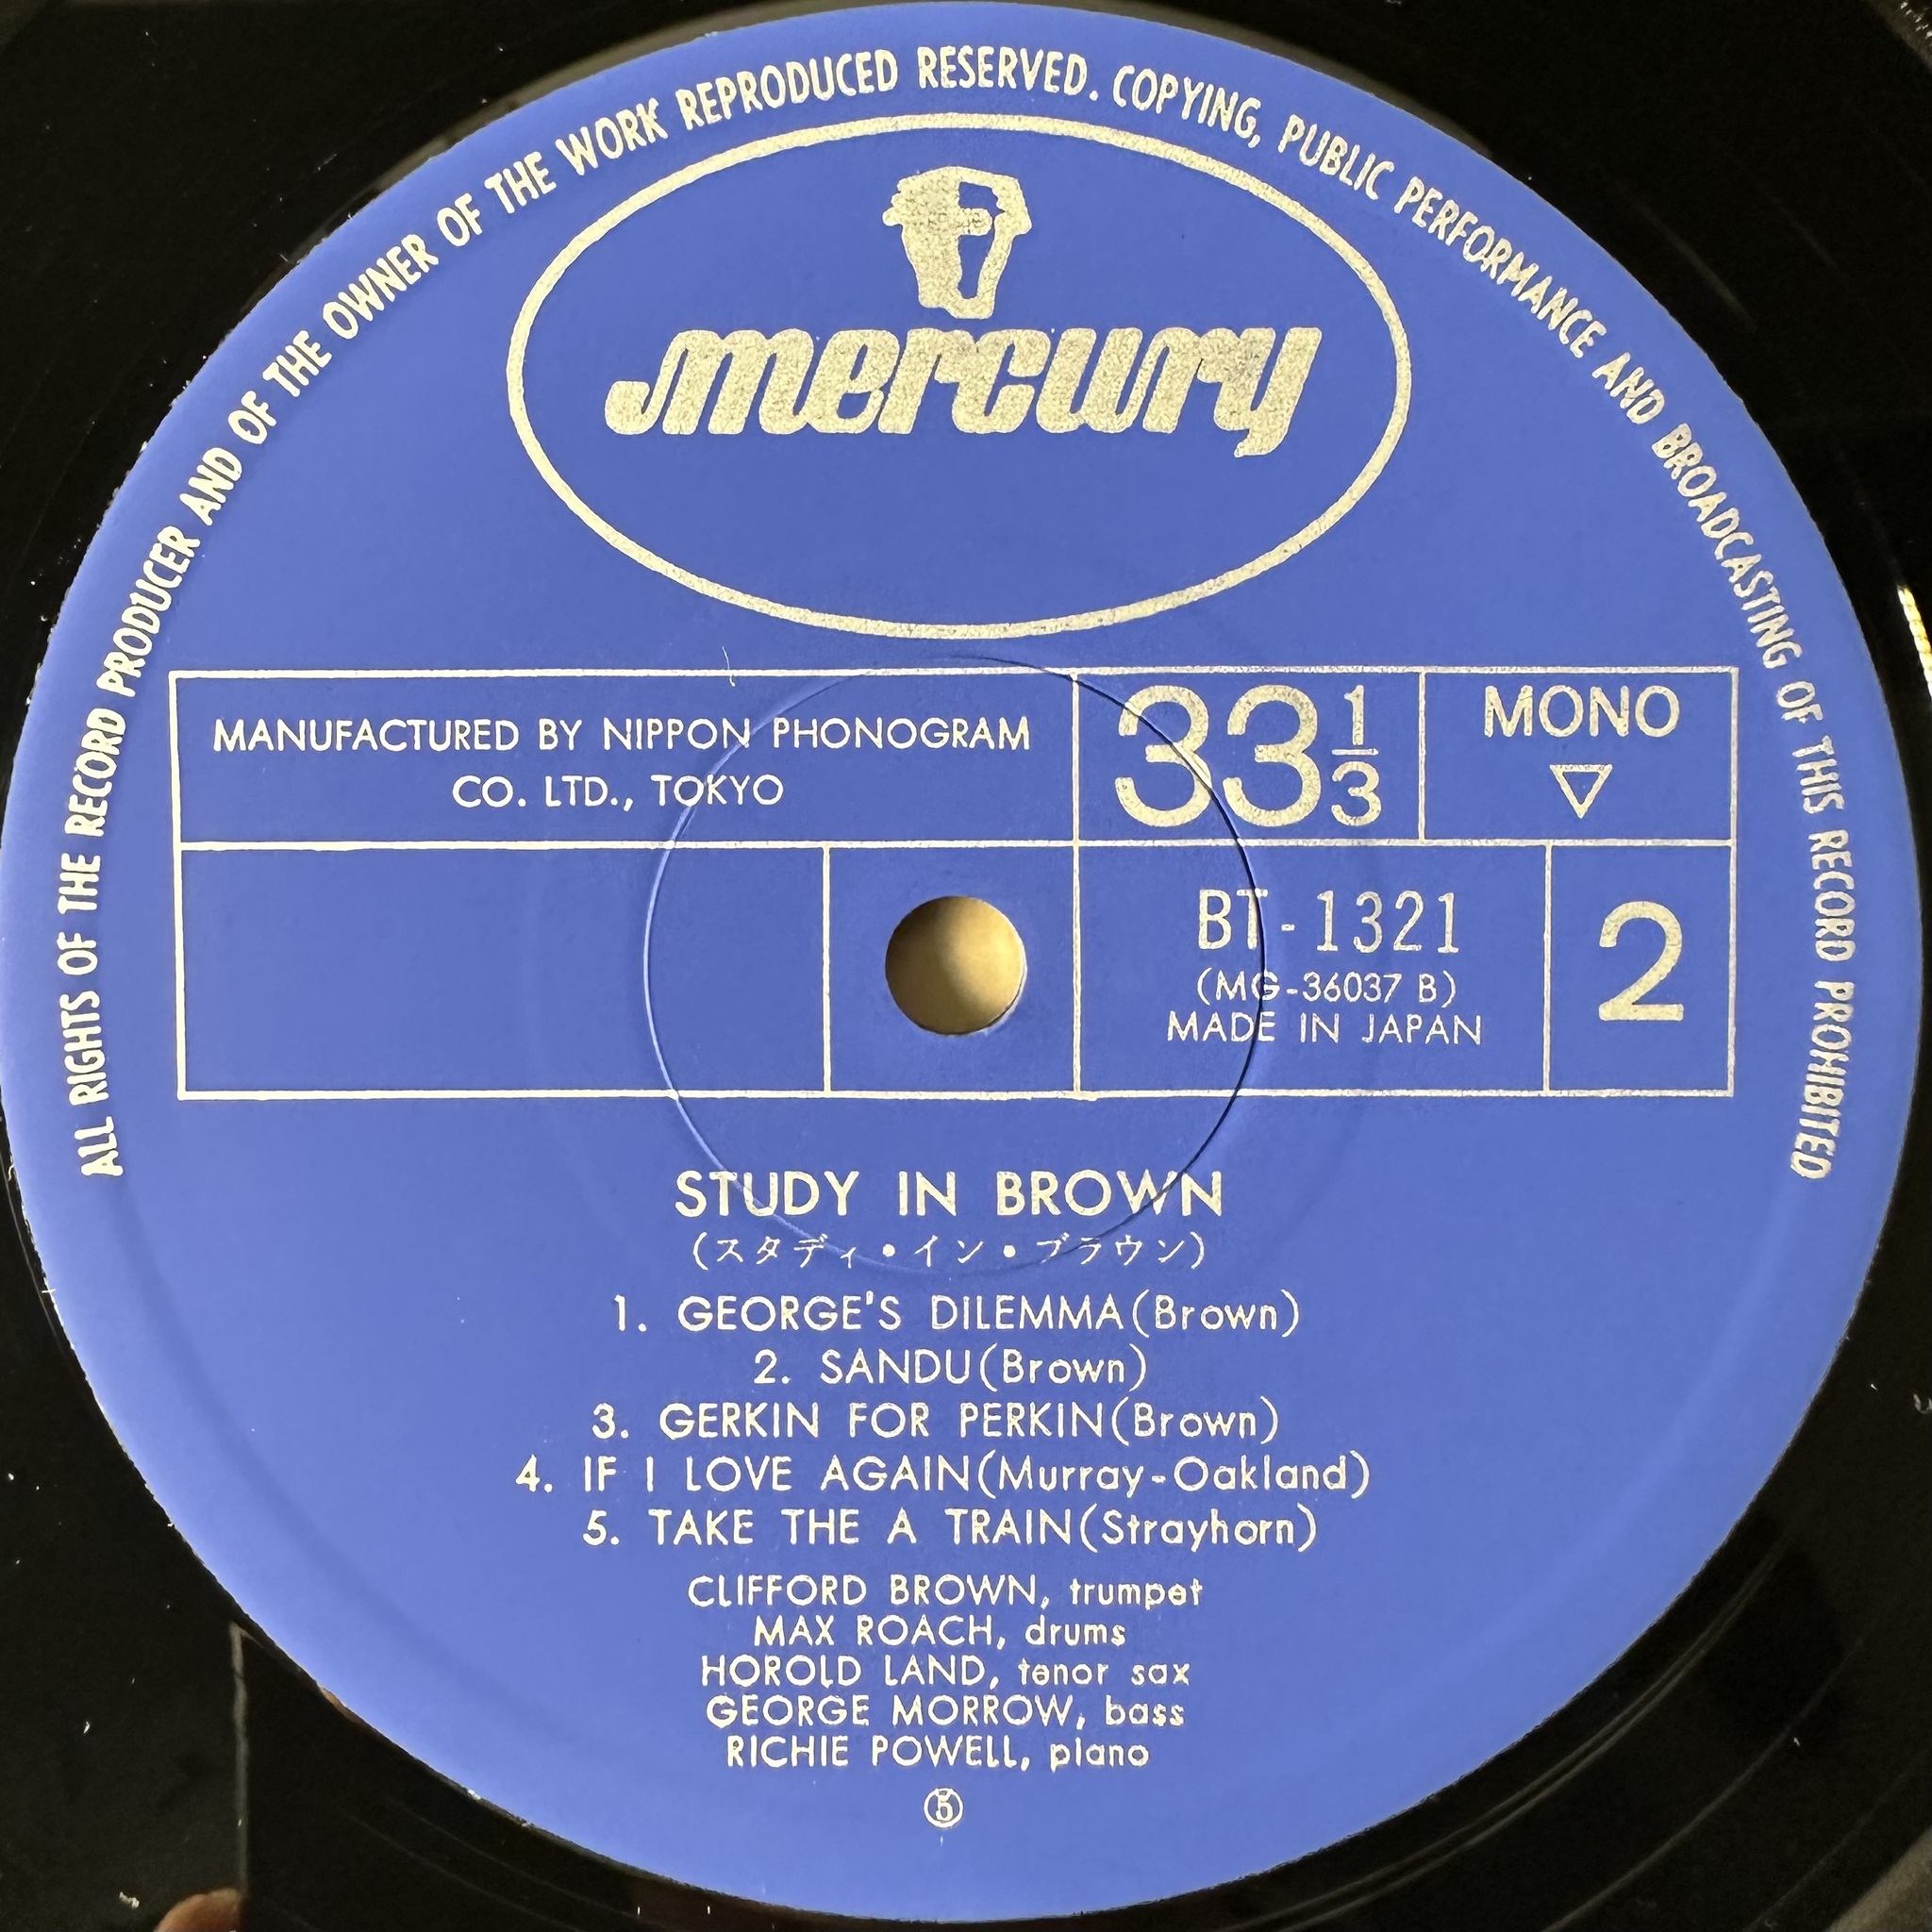 ALL RIGHTS OF THE RECORD PRODUCER AND OF THE OWNER OF THE WORK REPRODUCED RESERVED. COPYING, PUBLIC PERFORMANCE AND BROADCASTING OF THIS RECORD PROHIBITED
mercury
MANUFACTURED BY NIPPON PHONOGRAM
CO. LTD., TOKYO
33 1/3
MONO
▽
BT-1321
(MG-36037 B)
MADE IN JAPAN
2
STUDY IN BROWN
(スタディ・イン・ブラウン)
1. GEORGE'S DILEMMA(Brown)
2. SANDU(Brown)
3. GERKIN FOR PERKIN(Brown)
4. IF I LOVE AGAIN(Murray-Oakland)
5. TAKE THE A TRAIN(Strayhorn)
CLIFFORD BROWN, trumpet
MAX ROACH, drums
HOROLD LAND, tenor sax
GEORGE MORROW, bass
RICHIE POWELL, piano
⑤